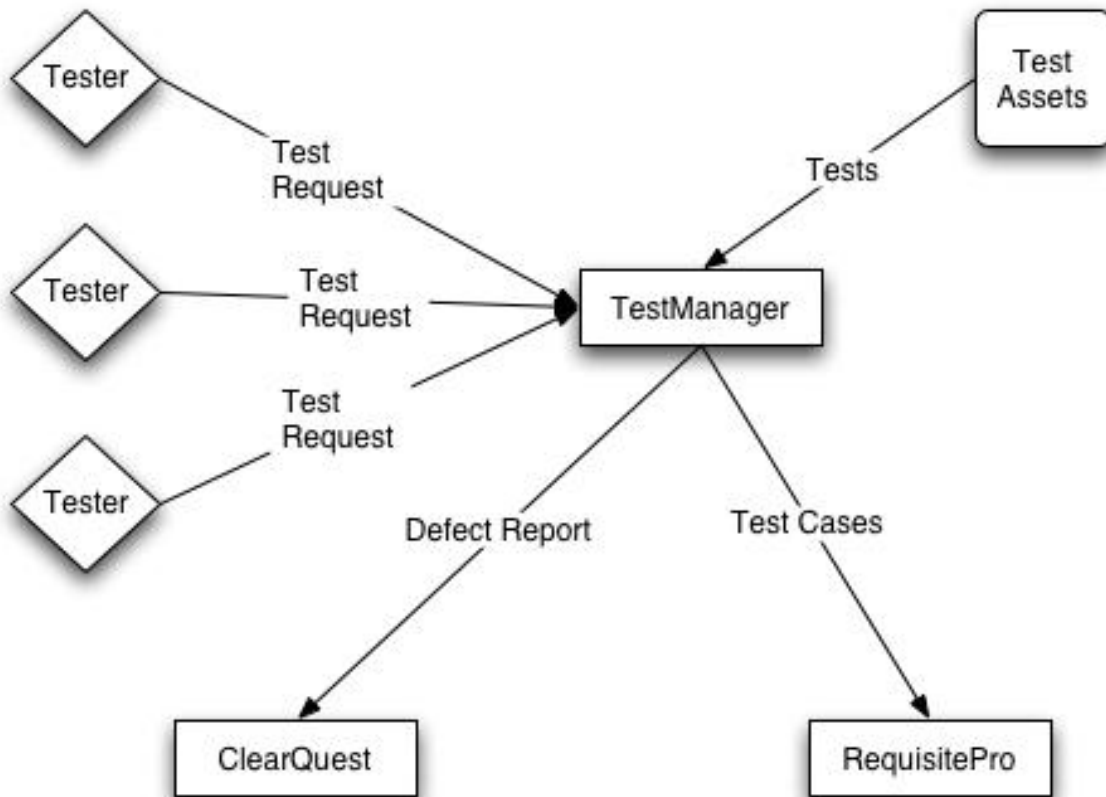 Tester
Test
Assets
Test
Request
Tests
Tester
Test
Request
TestManager
Test
Request
Tester
Defect Report
Test Cases
ClearQuest
RequisitePro